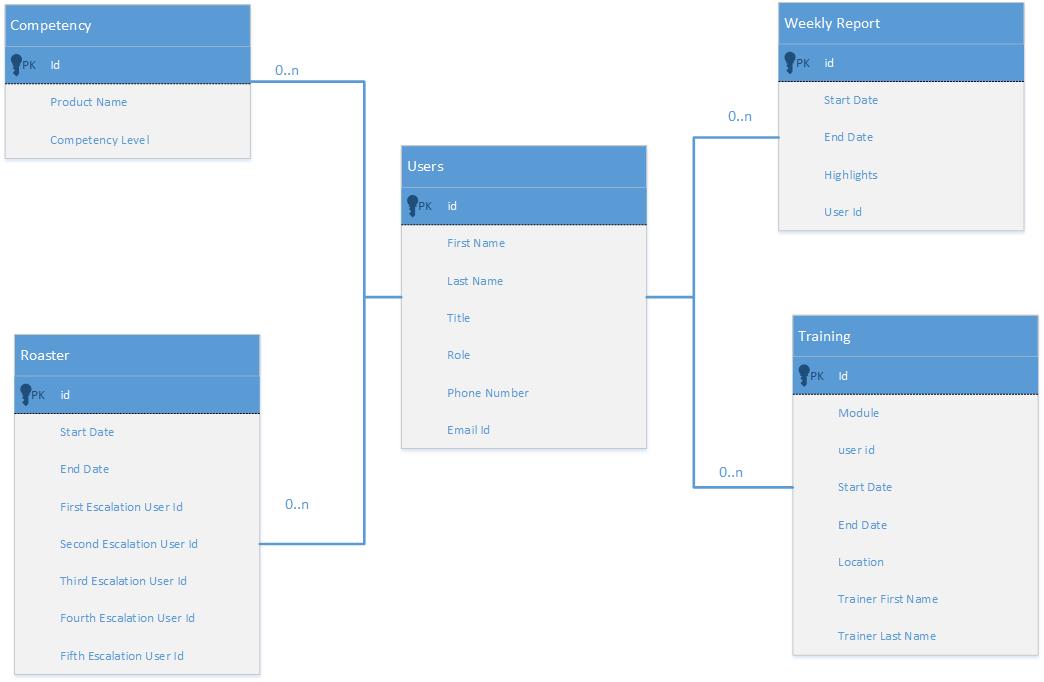 Competency
PK Id
Product Name
Competency Level
0..n
Weekly Report
PK id
Start Date
End Date
Highlights
User Id
0..n
Users
PK id
First Name
Last Name
Title
Role
Phone Number
Email Id
Roaster
PK id
Start Date
End Date
First Escalation User Id
Second Escalation User Id
Third Escalation User Id
Fourth Escalation User Id
Fifth Escalation User Id
0..n
Training
PK Id
Module
user id
Start Date
End Date
Location
Trainer First Name
Trainer Last Name
0..n